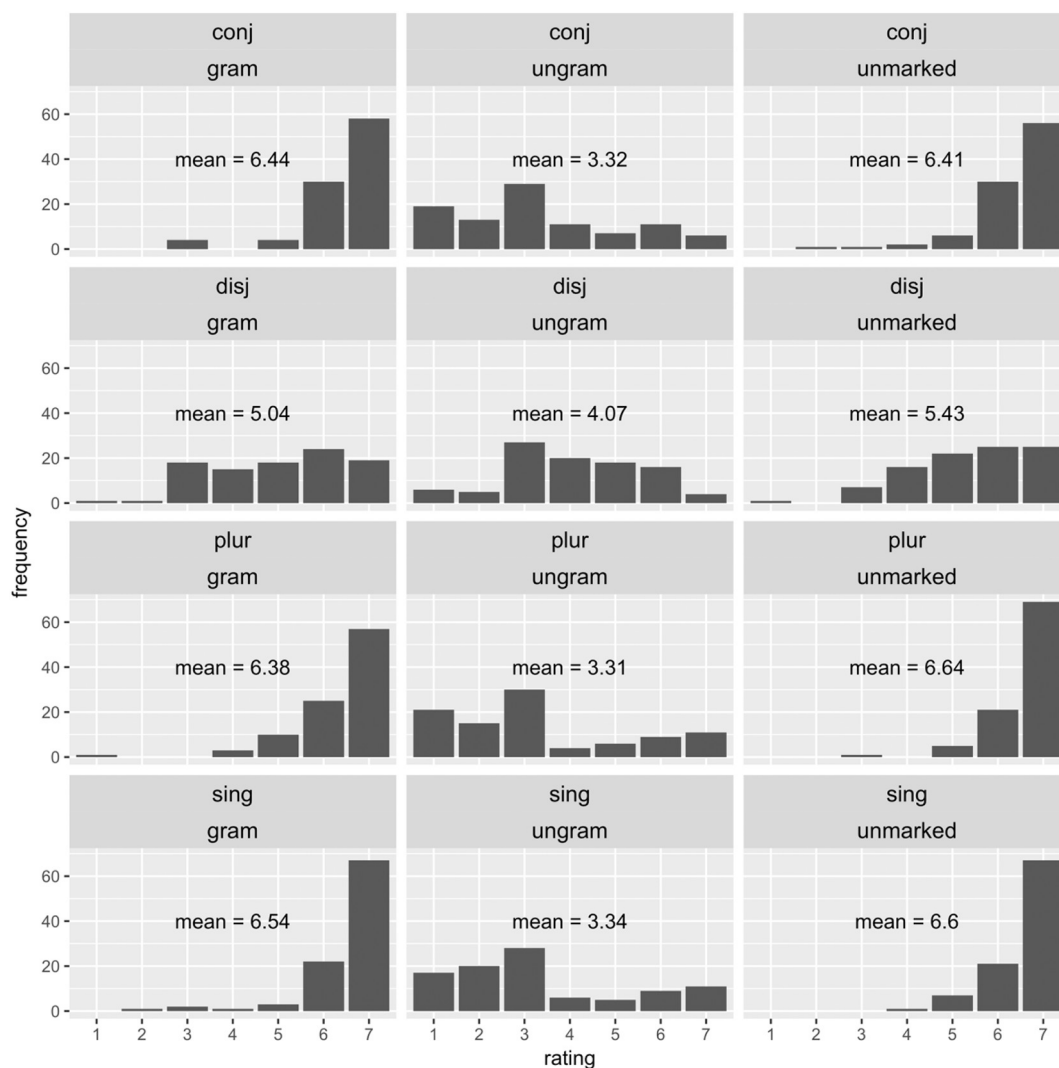 conj conj conj
gram ungram unmarked
60
40
20
0
mean = 6.44 mean = 3.32 mean = 6.41
disj disj disj
gram ungram unmarked
60
40
20
0
mean = 5.04 mean = 4.07 mean = 5.43
plur plur plur
gram ungram unmarked
60
40
20
0
mean = 6.38 mean = 3.31 mean = 6.64
sing sing sing
gram ungram unmarked
60
40
20
0
mean = 6.54 mean = 3.34 mean = 6.6
1 2 3 4 5 6 7 1 2 3 4 5 6 7 1 2 3 4 5 6 7
rating
frequency